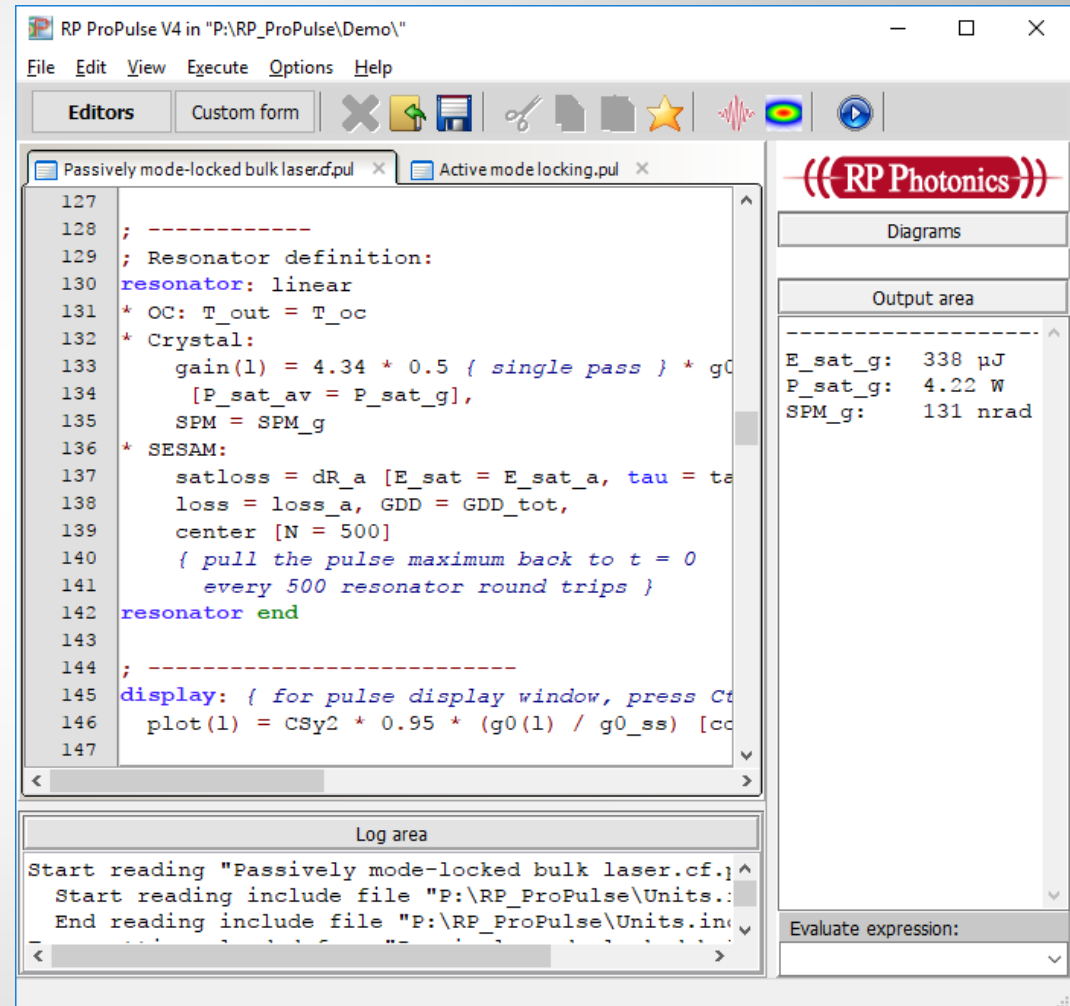 RP ProPulse V4 in "P:\RP_ProPulse\Demo\"
File Edit View Execute Options Help
Editors Custom form
Passively mode-locked bulk laser.cf.pul Active mode locking.pul
127
128 ; ------------
129 ; Resonator definition:
130 resonator: linear
131 * OC: T_out = T_oc
132 * Crystal:
133 gain(l) = 4.34 * 0.5 { single pass } * g0
134 [P_sat_av = P_sat_g],
135 SPM = SPM_g
136 * SESAM:
137 satloss = dR_a [E_sat = E_sat_a, tau = ta
138 loss = loss_a, GDD = GDD_tot,
139 center [N = 500]
140 { pull the pulse maximum back to t = 0
141 every 500 resonator round trips }
142 resonator end
143
144 ; ---------------------------
145 display: { for pulse display window, press Ct
146 plot(l) = CSy2 * 0.95 * (g0(l) / g0_ss) [co
147
Log area
Start reading "Passively mode-locked bulk laser.cf.p
Start reading include file "P:\RP_ProPulse\Units.i
End reading include file "P:\RP_ProPulse\Units.inc
RP Photonics
Diagrams
Output area
-------------------
E_sat_g: 338 µJ
P_sat_g: 4.22 W
SPM_g: 131 nrad
Evaluate expression: